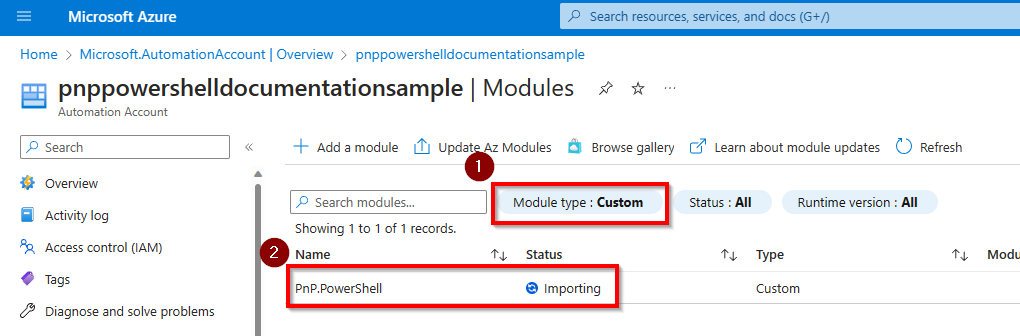 Microsoft Azure
Search resources, services, and docs (G+/)
Home > Microsoft.AutomationAccount | Overview > pnppowershelldocumentationsample
pnppowershelldocumentationsample | Modules
Automation Account
Search
Add a module Update Az Modules Browse gallery Learn about module updates Refresh
1
Overview
Activity log
Access control (IAM)
Tags
Diagnose and solve problems
Search modules... Module type : Custom Status : All Runtime version : All
Showing 1 to 1 of 1 records.
2
Name Status Type Modu
PnP.PowerShell Importing Custom